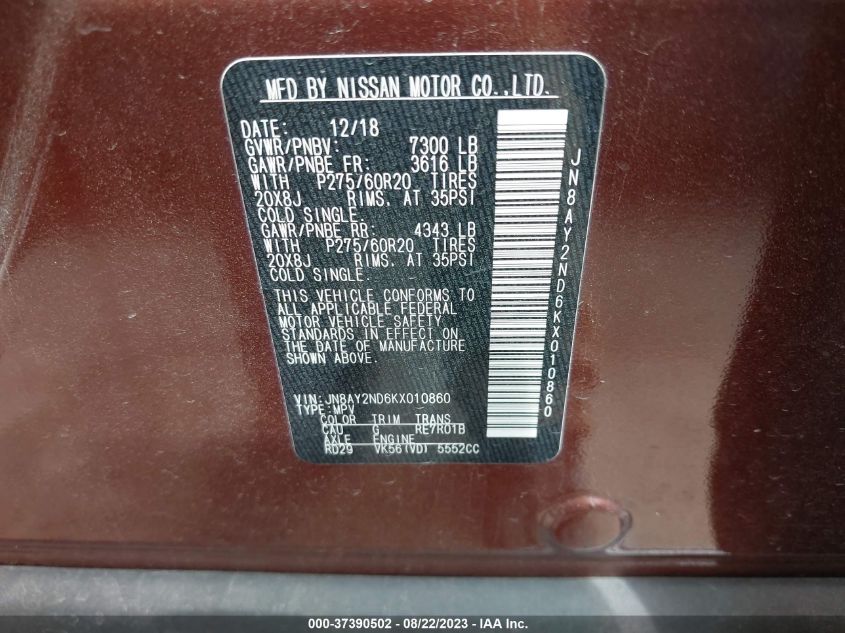 MFD BY NISSAN MOTOR CO.,LTD.
DATE: 12/18
GVWR/PNBV: 7300 LB
GAWR/PNBE FR: 3616 LB
WITH P275/60R20 TIRES
20X8J RIMS. AT 35PSI
COLD SINGLE.
GAWR/PNBE RR: 4343 LB
WITH P275/60R20 TIRES
20X8J RIMS. AT 35PSI
COLD SINGLE.
THIS VEHICLE CONFORMS TO
ALL APPLICABLE FEDERAL
MOTOR VEHICLE SAFETY
STANDARDS IN EFFECT ON
THE DATE OF MANUFACTURE
SHOWN ABOVE.
VIN:JN8AY2ND6KX010860
TYPE:MPV
COLOR TRIM TRANS
CAU G RE7R01B
AXLE ENGINE
RD29 VK56(VD) 5552CC
JN8AY2ND6KX010860
000-37390502 - 08/22/2023 - IAA Inc.